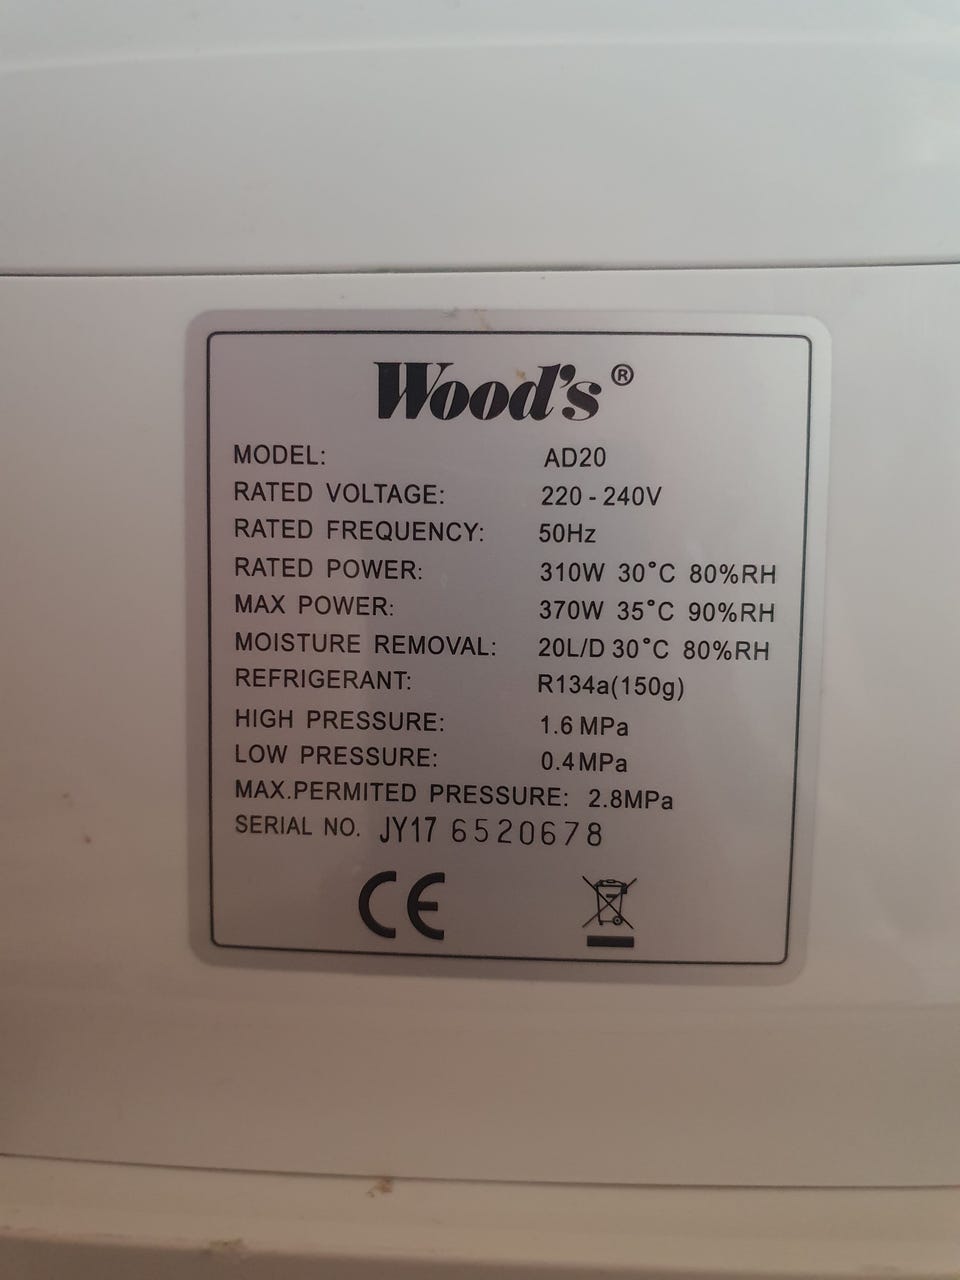 Wood's®
MODEL: AD20
RATED VOLTAGE: 220 - 240V
RATED FREQUENCY: 50Hz
RATED POWER: 310W 30°C 80%RH
MAX POWER: 370W 35°C 90%RH
MOISTURE REMOVAL: 20L/D 30°C 80%RH
REFRIGERANT: R134a(150g)
HIGH PRESSURE: 1.6 MPa
LOW PRESSURE: 0.4MPa
MAX.PERMITED PRESSURE: 2.8MPa
SERIAL NO. JY17 6520678
CE